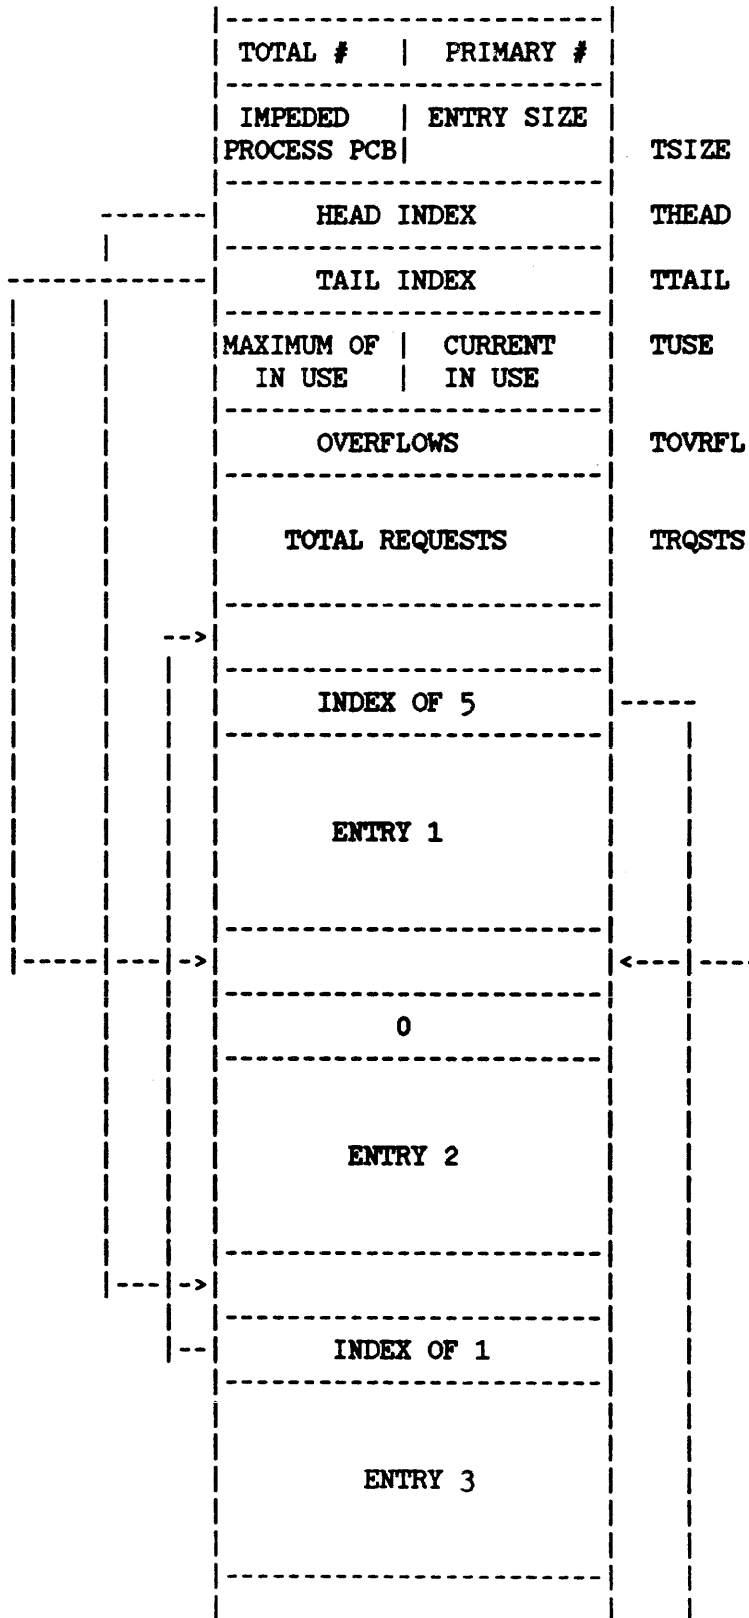 TOTAL # | PRIMARY #
IMPEDED | ENTRY SIZE
PROCESS PCB| TSIZE
HEAD INDEX THEAD
TAIL INDEX TTAIL
MAXIMUM OF | CURRENT TUSE
IN USE | IN USE
OVERFLOWS TOVRFL
TOTAL REQUESTS TRQSTS
INDEX OF 5
ENTRY 1
0
ENTRY 2
INDEX OF 1
ENTRY 3